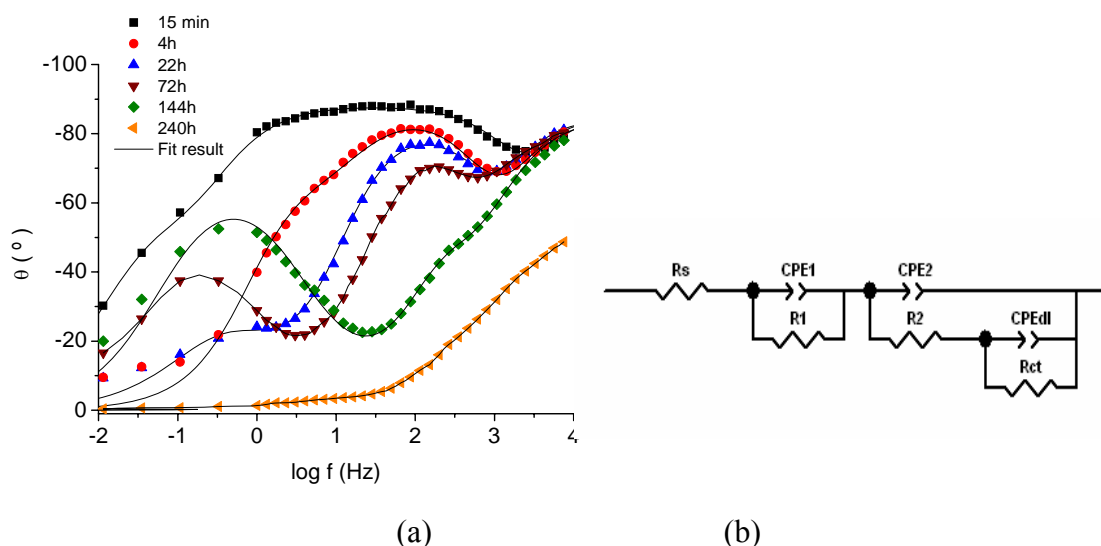 15 min
4h
22h
72h
144h
240h
Fit result
-100
-80
-60
-40
-20
0
θ (º)
-2 -1 0 1 2 3 4
log f (Hz)
Rs
CPE1
R1
CPE2
R2
CPEdl
Rct
(a) (b)